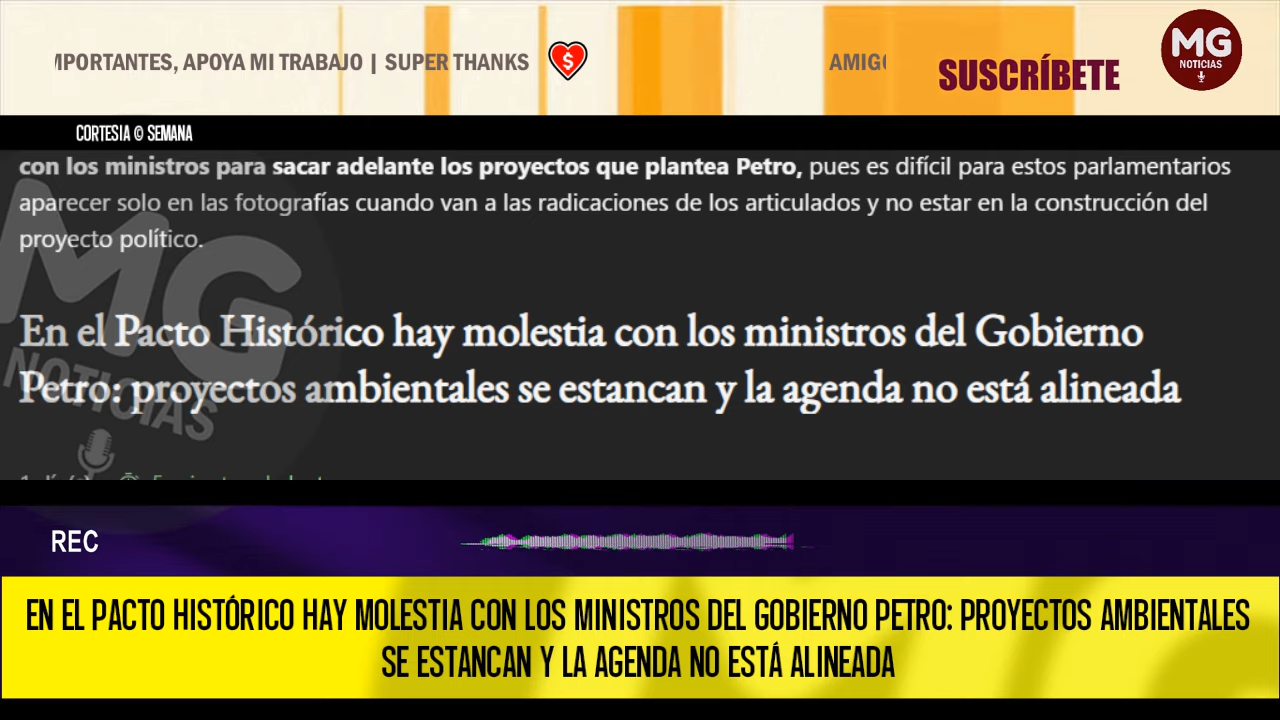 MPORTANTES, APOYA MI TRABAJO | SUPER THANKS
$
AMIG
SUSCRÍBETE
MG
NOTICIAS
CORTESIA © SEMANA
con los ministros para sacar adelante los proyectos que plantea Petro, pues es difícil para estos parlamentarios
aparecer solo en las fotografías cuando van a las radicaciones de los articulados y no estar en la construcción del
proyecto político.
MG
NOTICIAS
En el Pacto Histórico hay molestia con los ministros del Gobierno
Petro: proyectos ambientales se estancan y la agenda no está alineada
REC
EN EL PACTO HISTÓRICO HAY MOLESTIA CON LOS MINISTROS DEL GOBIERNO PETRO: PROYECTOS AMBIENTALES
SE ESTANCAN Y LA AGENDA NO ESTÁ ALINEADA